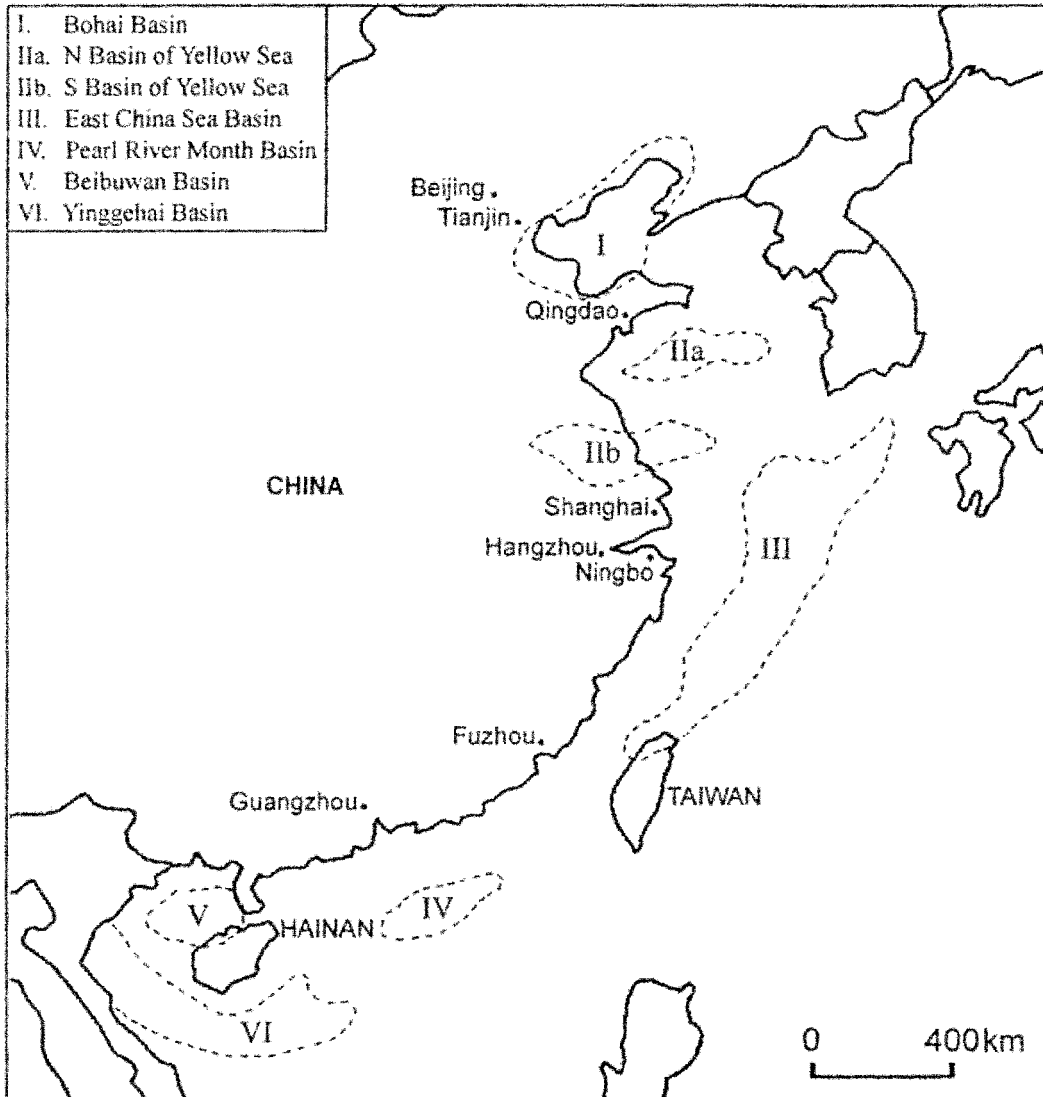 I. Bohai Basin
IIa. N Basin of Yellow Sea
IIb. S Basin of Yellow Sea
III. East China Sea Basin
IV. Pearl River Month Basin
V. Beibuwan Basin
VI. Yinggehai Basin
Beijing
Tianjin
I
Qingdao
IIa
IIb
CHINA
Shanghai
III
Hangzhou
Ningbo
Fuzhou
TAIWAN
Guangzhou
V
IV
HAINAN
VI
0 400km